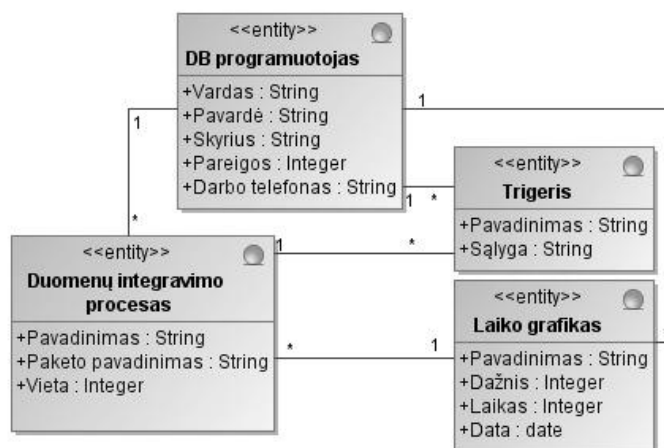 <<entity>>
DB programuotojas
+Vardas : String
+Pavardė : String
+Skyrius : String
+Pareigos : Integer
+Darbo telefonas : String
1
1
1
*
*
<<entity>>
Trigeris
+Pavadinimas : String
+Sąlyga : String
<<entity>>
Duomenų integravimo
procesas
+Pavadinimas : String
+Paketo pavadinimas : String
+Vieta : Integer
1
*
*
1
<<entity>>
Laiko grafikas
+Pavadinimas : String
+Dažnis : Integer
+Laikas : Integer
+Data : date